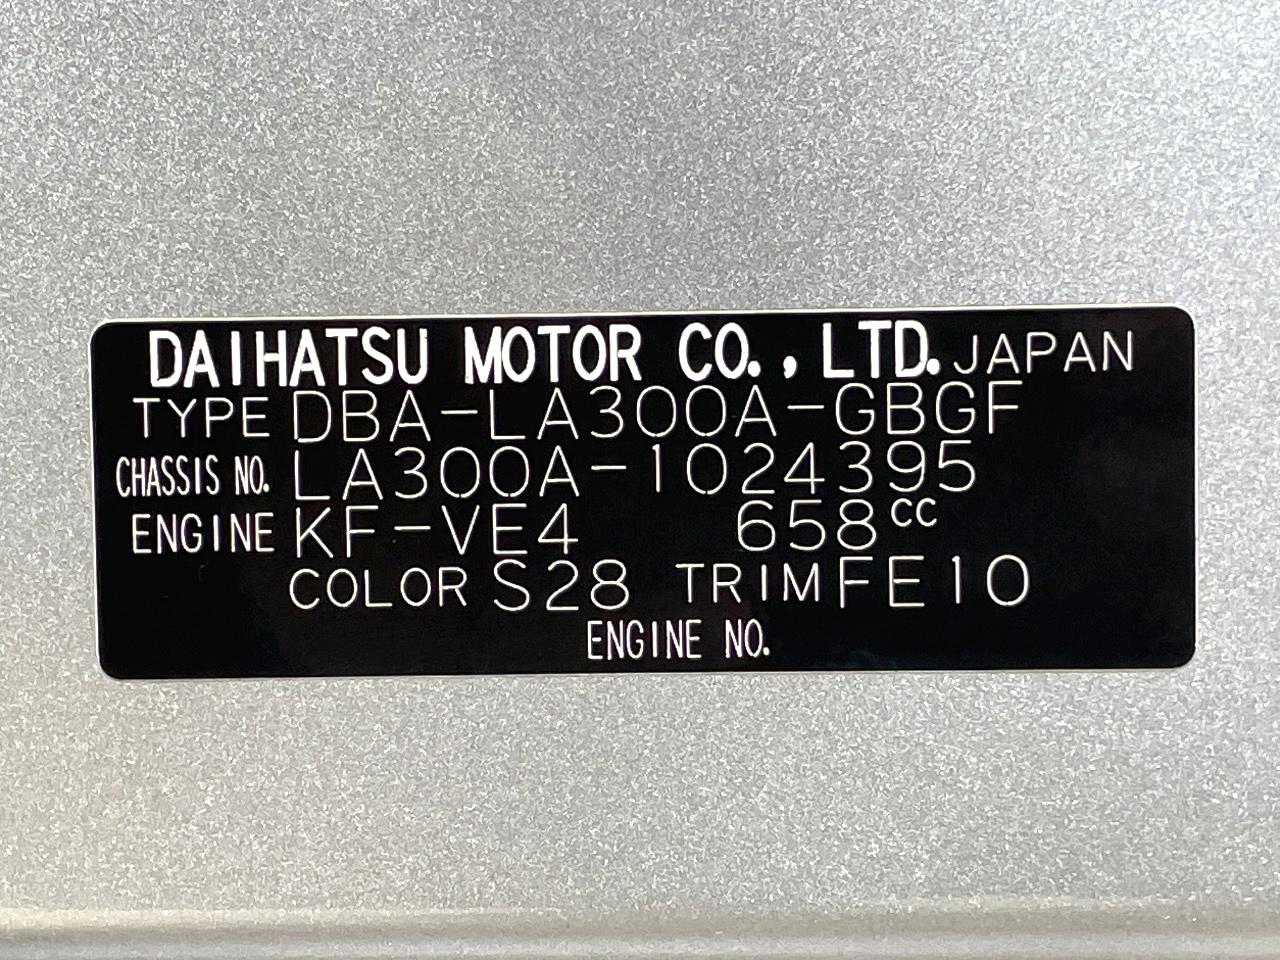 DAIHATSU MOTOR CO., LTD. JAPAN
TYPE DBA-LA300A-GBGF
CHASSIS NO. LA300A-1024395
ENGINE KF-VE4 658cc
COLOR S28 TRIM FE10
ENGINE NO.